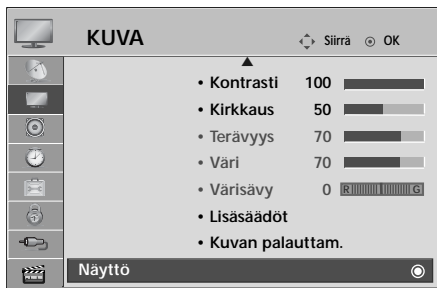 KUVA Siirrä OK
• Kontrasti 100
• Kirkkaus 50
• Terävyys 70
• Väri 70
• Värisävy 0 R G
• Lisäsäädöt
• Kuvan palauttam.
Näyttö